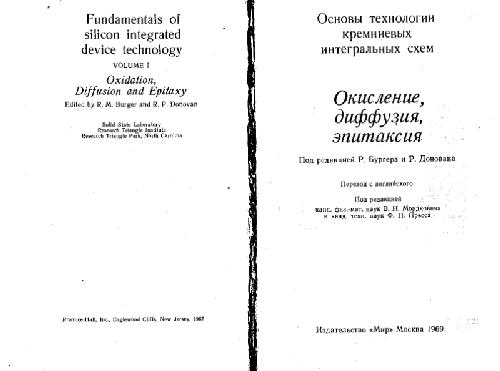 Fundamentals of
silicon integrated
device technology
VOLUME I
Oxidation,
Diffusion and Epitaxy
Edited by R. M. Burger and R. P. Donovan
Solid State Laboratory
Research Triangle Institute
Research Triangle Park, North Carolina
Prentice-Hall, Inc., Englewood Cliffs, New Jersey, 1967
Основы технологии
кремниевых
интегральных схем
Окисление,
диффузия,
эпитаксия
Под редакцией Р. Бургера и Р. Донована
Перевод с английского
Под редакцией
канд. физ.-мат. наук В. Н. Мордковича
и канд. техн. наук Ф. П. Пресса
Издательство «Мир» Москва 1969